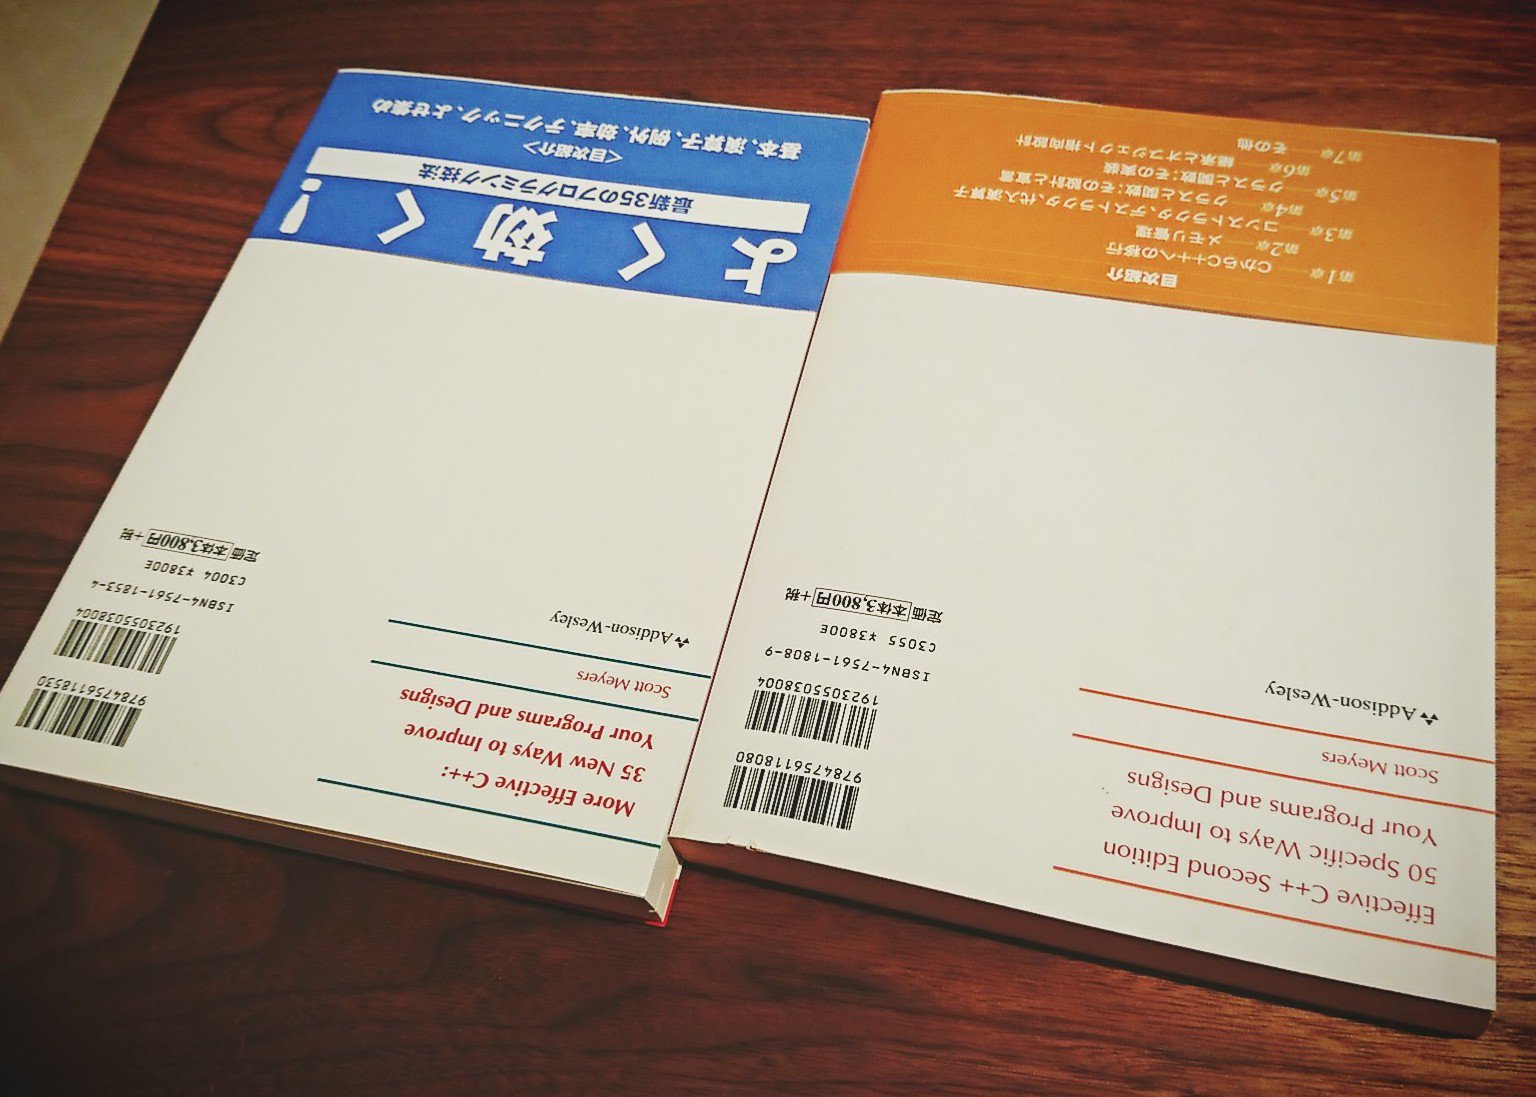 More Effective C++:
35 New Ways to Improve
Your Programs and Designs
Scott Meyers
Addison-Wesley
9784756118530
1923055038004
ISBN4-7561-1853-4
C3004 ¥3800E
定価 本体3,800円 +税
よく効く!
最新35のプログラミング技法
<目次紹介>
基本、演算子、例外、効率、テクニック、よせ集め
Effective C++ Second Edition
50 Specific Ways to Improve
Your Programs and Designs
Scott Meyers
Addison-Wesley
9784756118080
1923055038004
ISBN4-7561-1808-9
C3055 ¥3800E
定価 本体3,800円 +税
目次紹介
第1章 CからC++への移行
第2章 メモリ管理
第3章 コンストラクタ、デストラクタ、代入演算子
第4章 クラスと関数:その設計と宣言
第5章 クラスと関数:その実装
第6章 継承とオブジェクト指向設計
第7章 その他